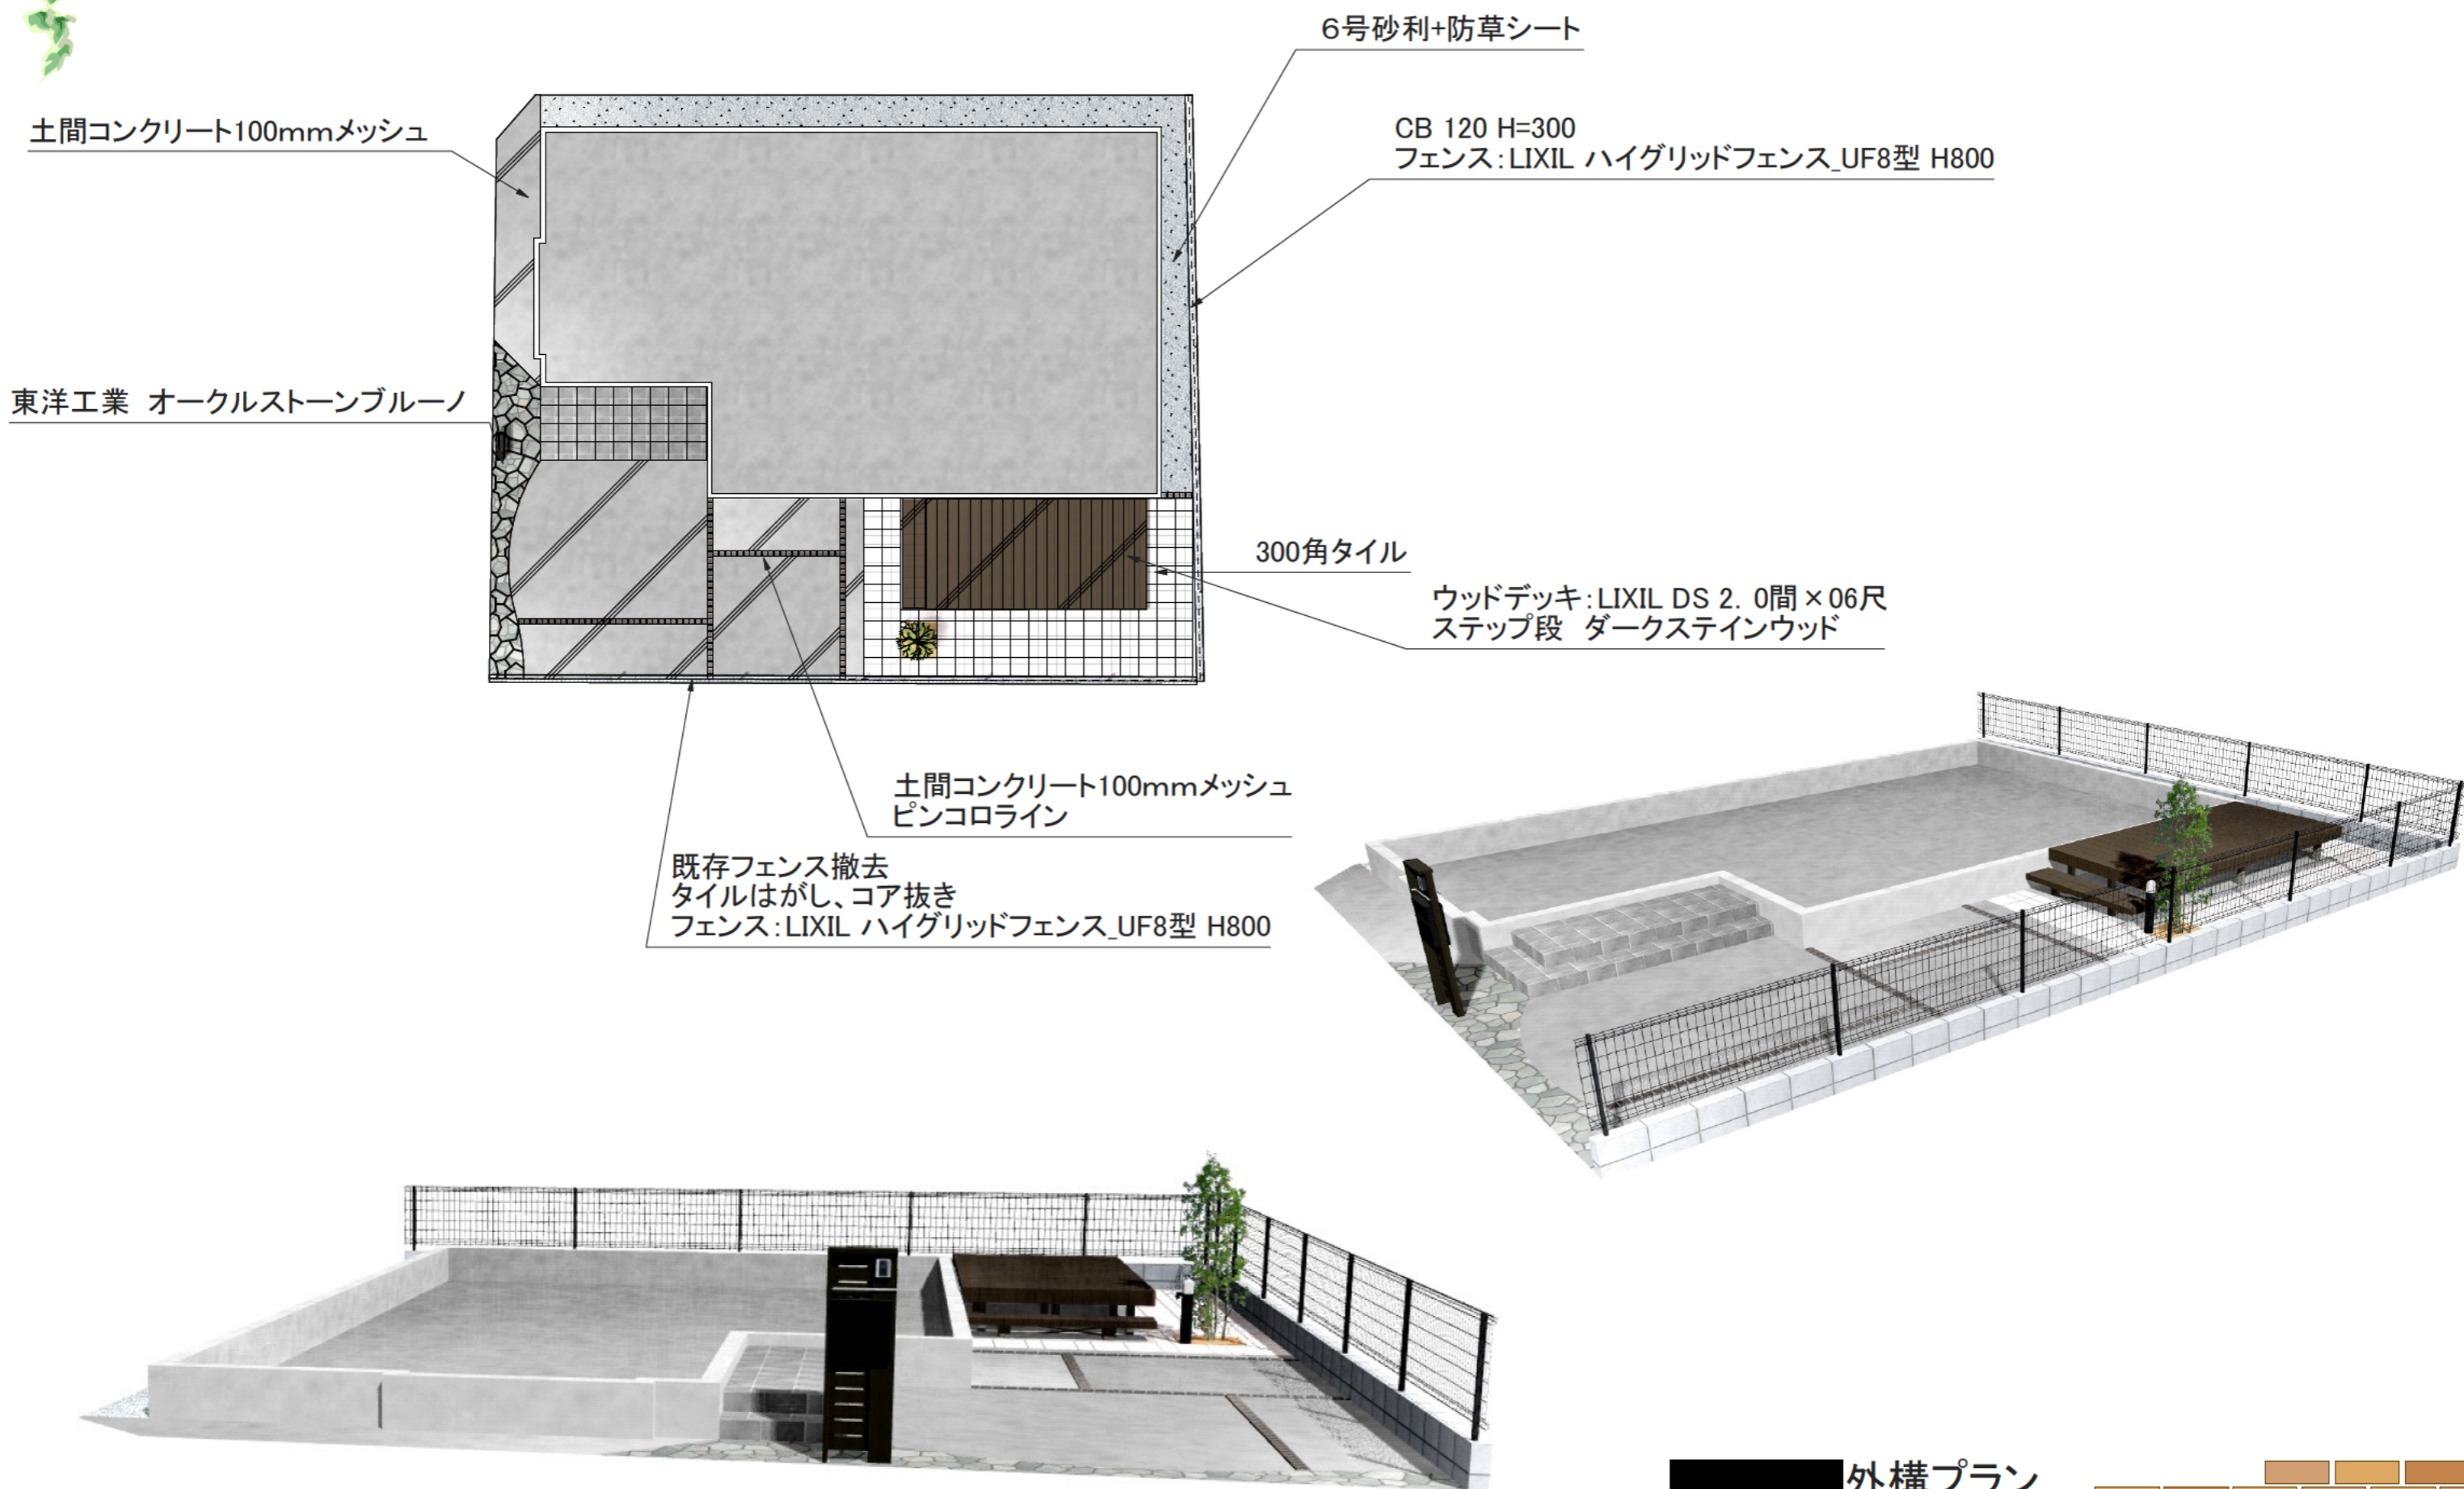 6号砂利+防草シート
土間コンクリート100mmメッシュ
CB 120 H=300
フェンス:LIXIL ハイグリッドフェンス_UF8型 H800
東洋工業 オークルストーンブルーノ
300角タイル
ウッドデッキ:LIXIL DS 2. 0間×06尺
ステップ段 ダークステインウッド
土間コンクリート100mmメッシュ
ピンコロライン
既存フェンス撤去
タイルはがし、コア抜き
フェンス:LIXIL ハイグリッドフェンス_UF8型 H800
外構プラン